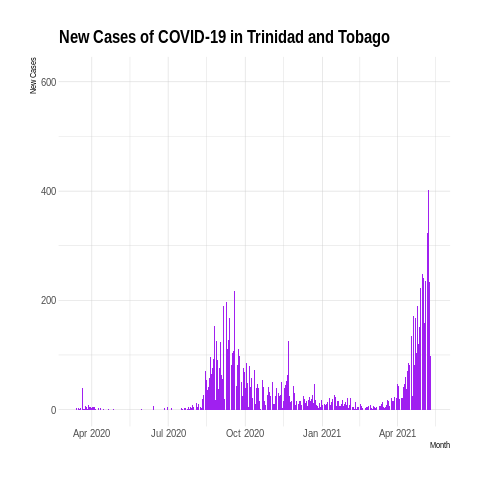 New Cases of COVID-19 in Trinidad and Tobago
New Cases
600
400
200
0
Apr 2020 Jul 2020 Oct 2020 Jan 2021 Apr 2021
Month